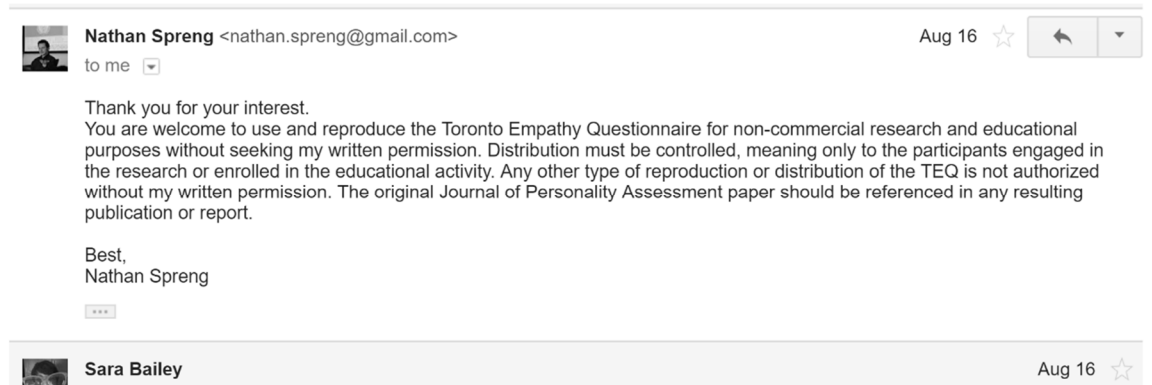 Nathan Spreng <nathan.spreng@gmail.com> Aug 16
to me
Thank you for your interest.
You are welcome to use and reproduce the Toronto Empathy Questionnaire for non-commercial research and educational
purposes without seeking my written permission. Distribution must be controlled, meaning only to the participants engaged in
the research or enrolled in the educational activity. Any other type of reproduction or distribution of the TEQ is not authorized
without my written permission. The original Journal of Personality Assessment paper should be referenced in any resulting
publication or report.
Best,
Nathan Spreng
Sara Bailey Aug 16